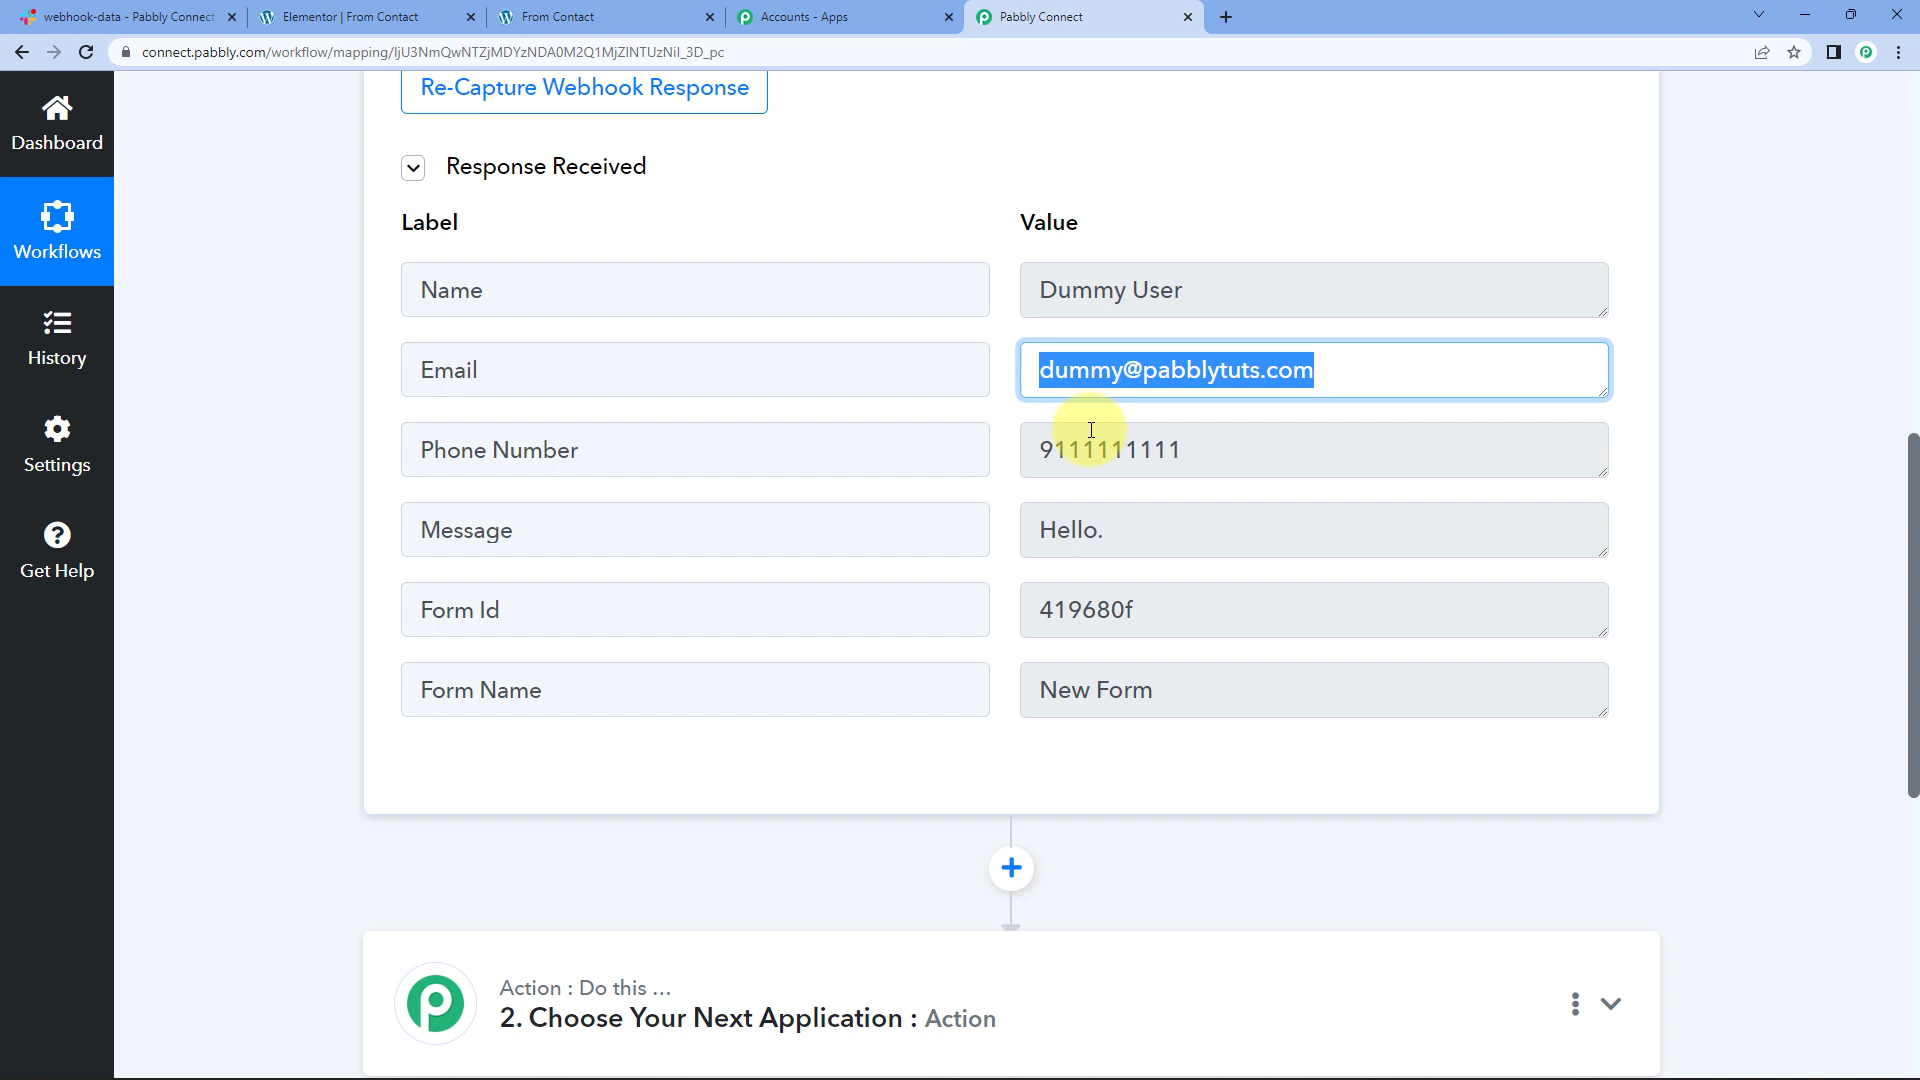 webhook-data - Pabbly Connect
Elementor | From Contact
From Contact
Accounts - Apps
Pabbly Connect
connect.pabbly.com/workflow/mapping/IjU3NmQwNTZjMDYzNDA0M2Q1MjZlNTUzNiI_3D_pc
Dashboard
Workflows
History
Settings
Get Help
Re-Capture Webhook Response
Response Received
Label Value
Name Dummy User
Email dummy@pabblytuts.com
Phone Number 9111111111
Message Hello.
Form Id 419680f
Form Name New Form
Action : Do this ...
2. Choose Your Next Application : Action